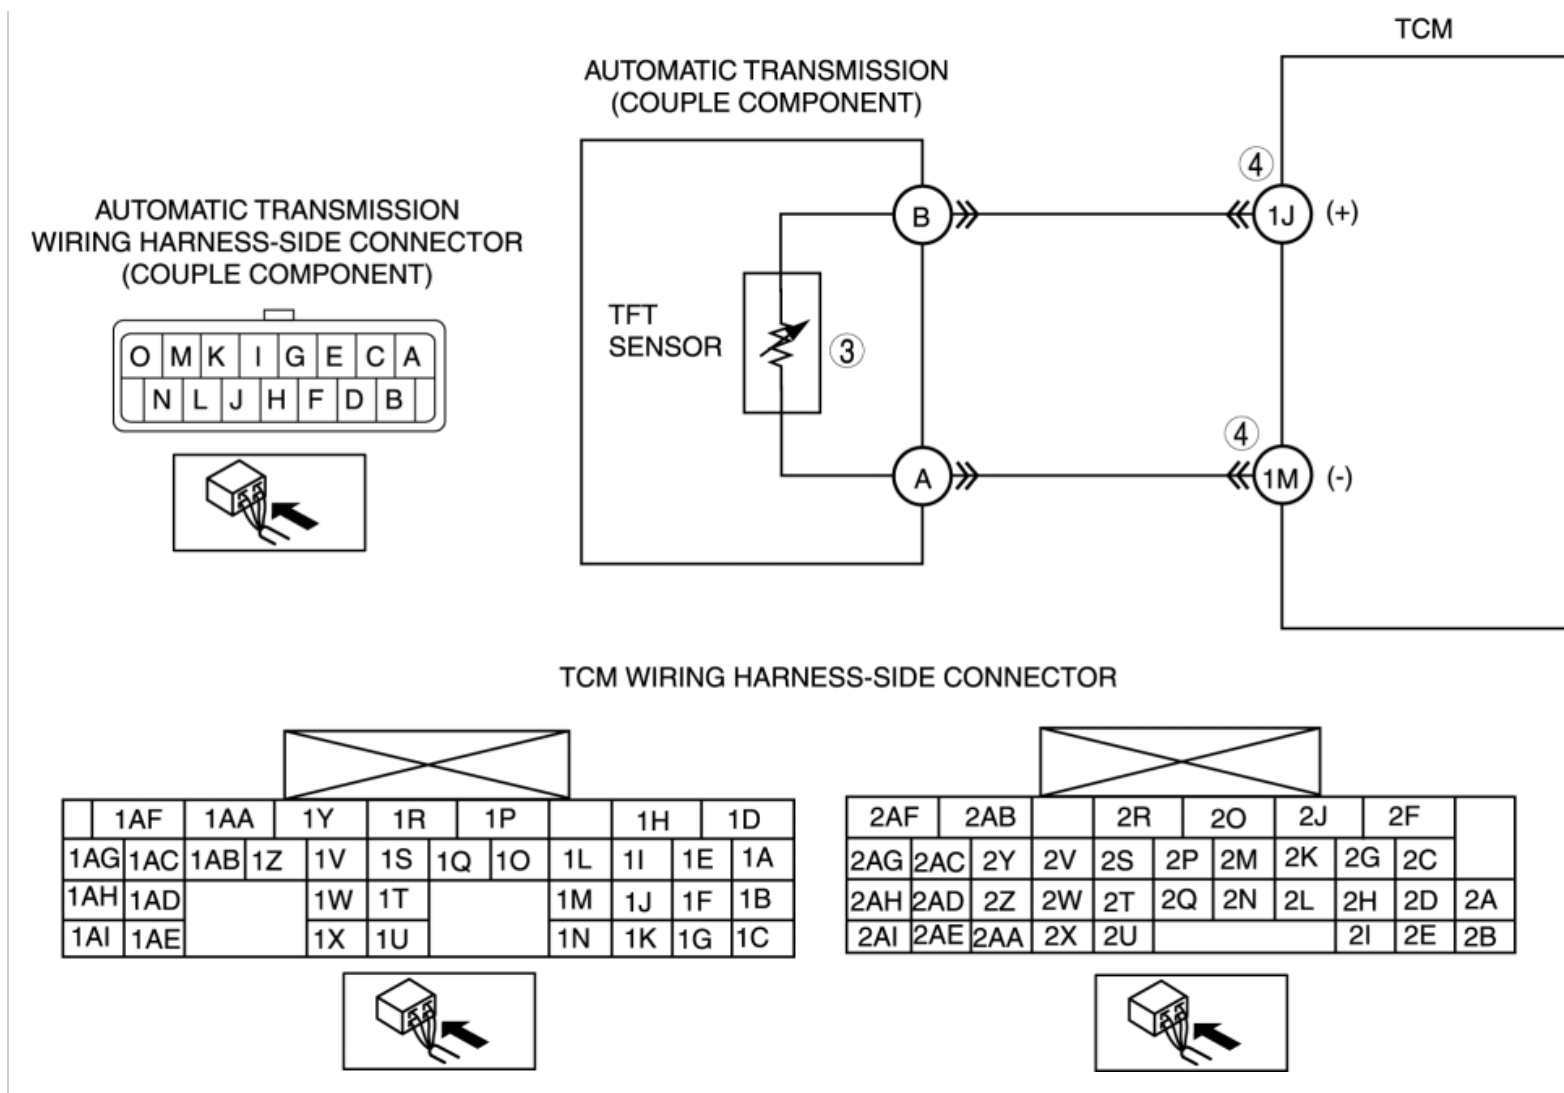 TCM
AUTOMATIC TRANSMISSION
(COUPLE COMPONENT)
④
B
1J (+)
AUTOMATIC TRANSMISSION
WIRING HARNESS-SIDE CONNECTOR
(COUPLE COMPONENT)
TFT
SENSOR
③
O M K I G E C A
N L J H F D B
④
A
1M (-)
TCM WIRING HARNESS-SIDE CONNECTOR
1AF 1AA 1Y 1R 1P 1H 1D
1AG 1AC 1AB 1Z 1V 1S 1Q 1O 1L 1I 1E 1A
1AH 1AD 1W 1T 1M 1J 1F 1B
1AI 1AE 1X 1U 1N 1K 1G 1C
2AF 2AB 2R 2O 2J 2F
2AG 2AC 2Y 2V 2S 2P 2M 2K 2G 2C
2AH 2AD 2Z 2W 2T 2Q 2N 2L 2H 2D 2A
2AI 2AE 2AA 2X 2U 2I 2E 2B